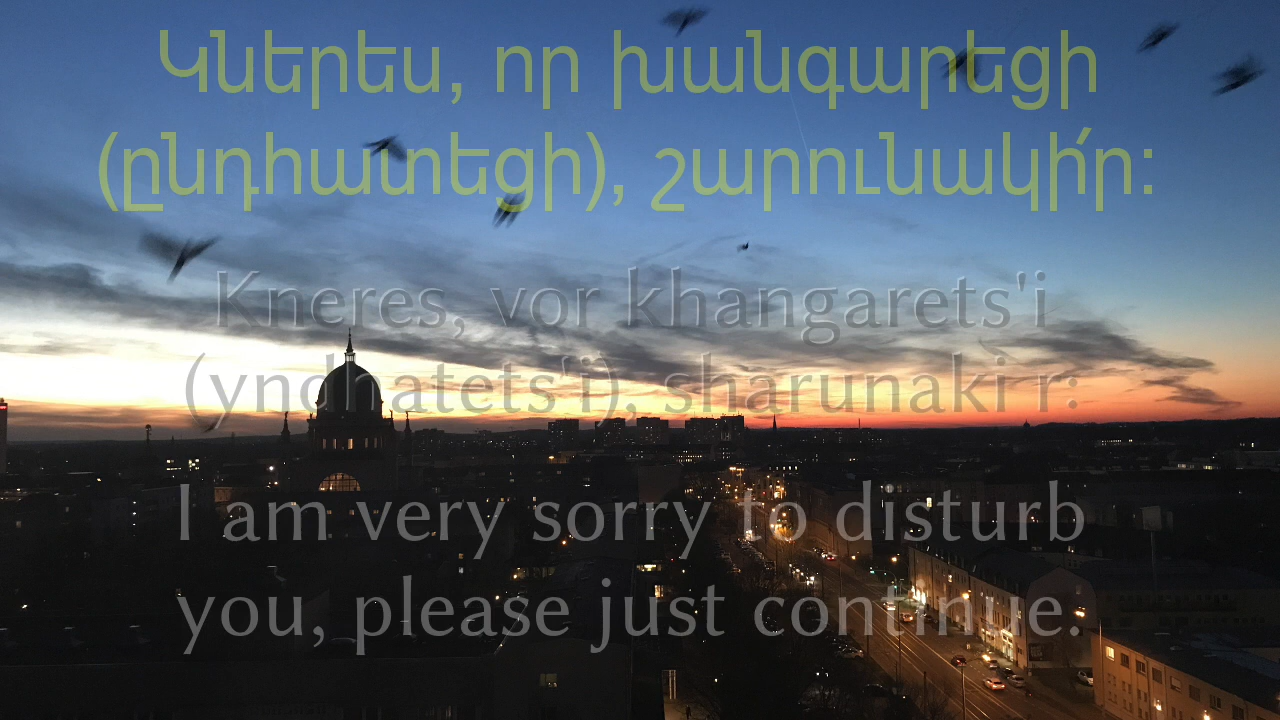 Կներես, որ խանգարեցի
(ընդհատեցի), շարունակի՛ր:
Kneres, vor khangarets'i
(yndhatets'i), sharunaki՛r:
I am very sorry to disturb
you, please just continue.